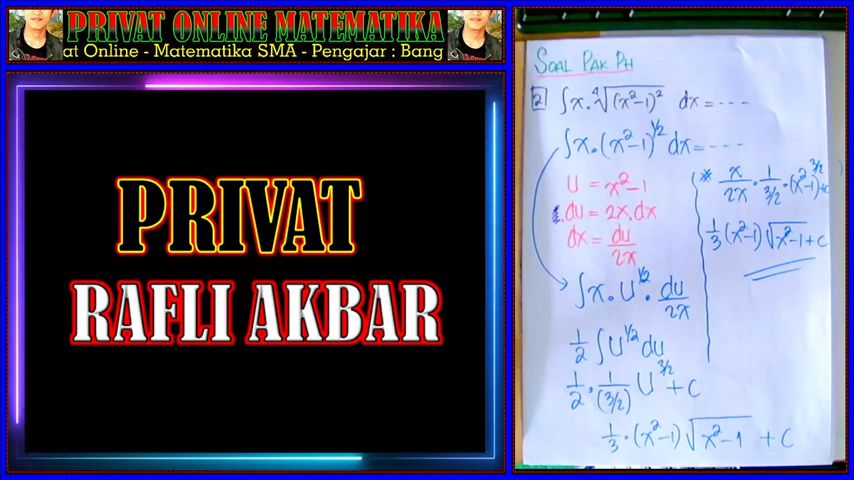 PRIVAT ONLINE MATEMATIKA
at Online - Matematika SMA - Pengajar : Bang
PRIVAT
RAFLI AKBAR
SOAL PAK PH
2 ∫x.⁴√(x²-1)² dx = ---
∫x.(x²-1)^1/2 dx = ---
U = x²-1
du = 2x.dx
dx = du/2x
∫x.U^1/2 . du/2x
1/2 ∫U^1/2 du
1/2 . 1/(3/2) U^3/2 + C
1/3 . (x²-1) √x²-1 + C
* x/2x . 1/3/2 . (x²-1)^3/2 + C
1/3 (x²-1) √x²-1 + C